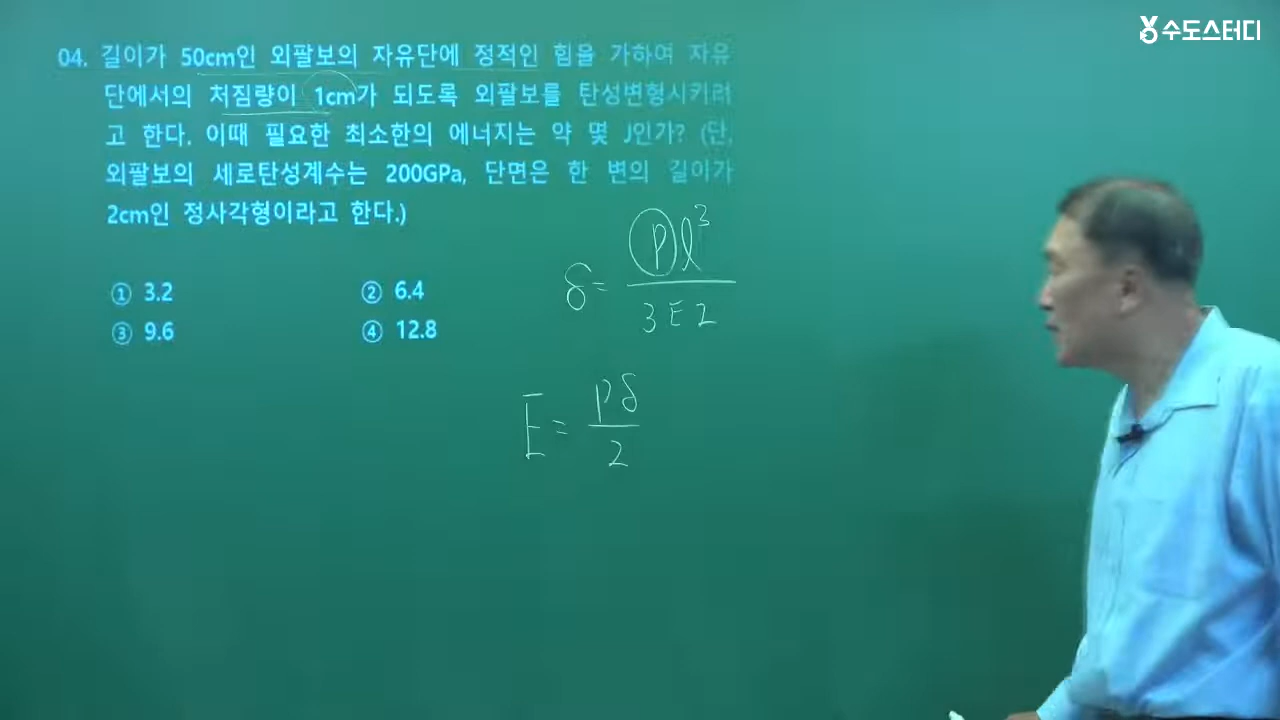 수도스터디
04. 길이가 50cm인 외팔보의 자유단에 정적인 힘을 가하여 자유
단에서의 처짐량이 1cm가 되도록 외팔보를 탄성변형시키려
고 한다. 이때 필요한 최소한의 에너지는 약 몇 J인가? (단,
외팔보의 세로탄성계수는 200GPa, 단면은 한 변의 길이가
2cm인 정사각형이라고 한다.)
① 3.2 ② 6.4
③ 9.6 ④ 12.8
δ = Pl³ / 3EI
E = Pδ / 2